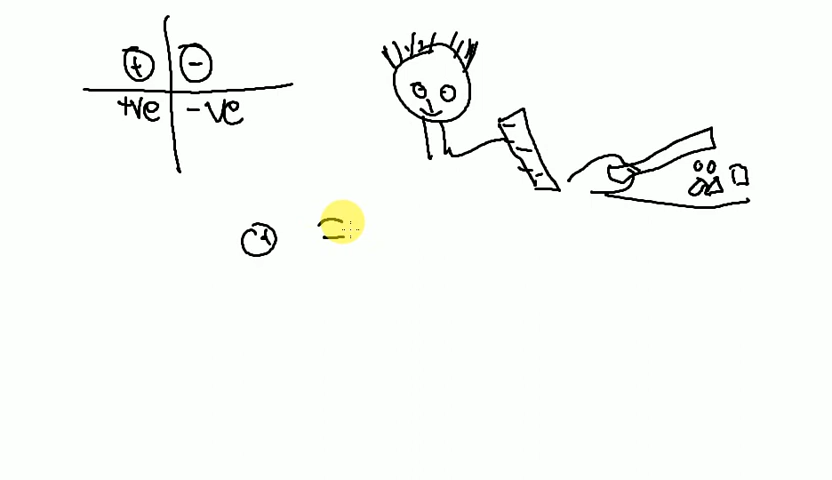 + -
+ve -ve
=